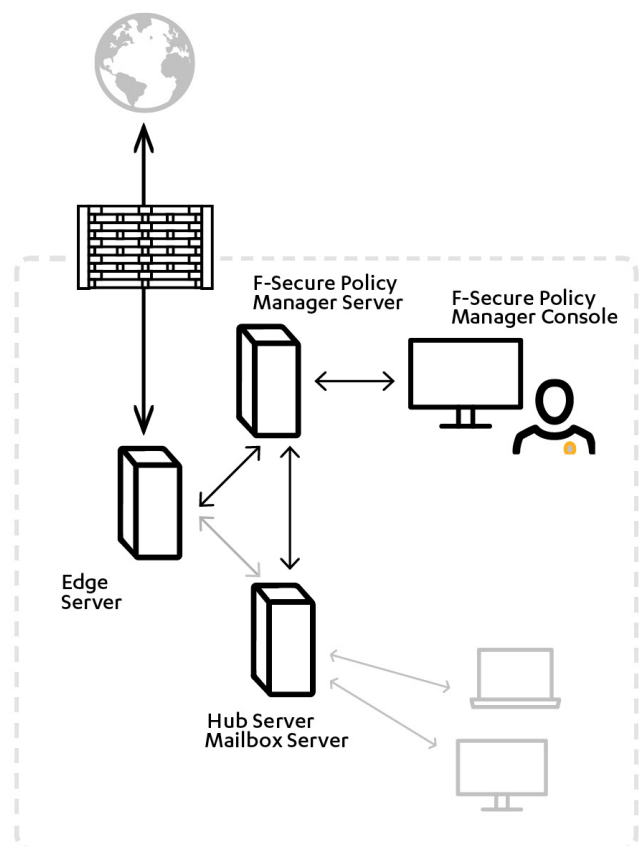 F-Secure Policy
Manager Server
F-Secure Policy
Manager Console
Edge
Server
Hub Server
Mailbox Server